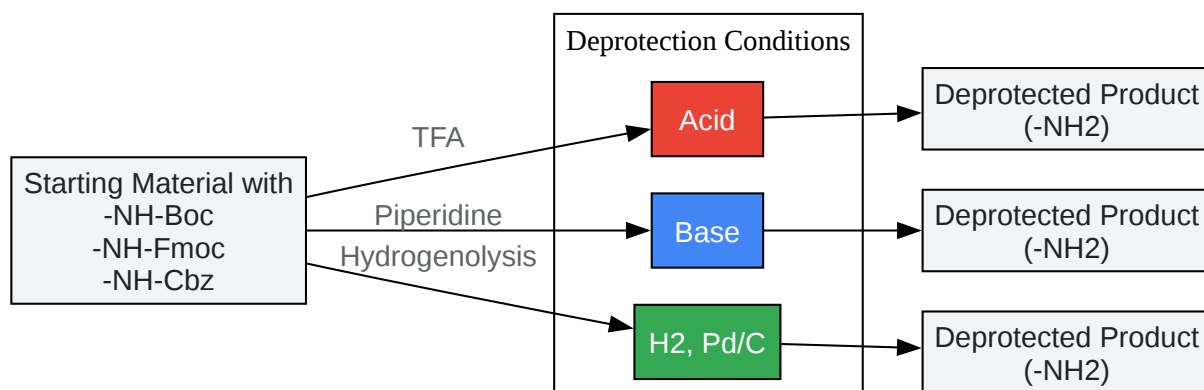 Deprotection Conditions
Starting Material with
-NH-Boc
-NH-Fmoc
-NH-Cbz
TFA
Piperidine
Hydrogenolysis
Acid
Base
H2, Pd/C
Deprotected Product
(-NH2)
Deprotected Product
(-NH2)
Deprotected Product
(-NH2)